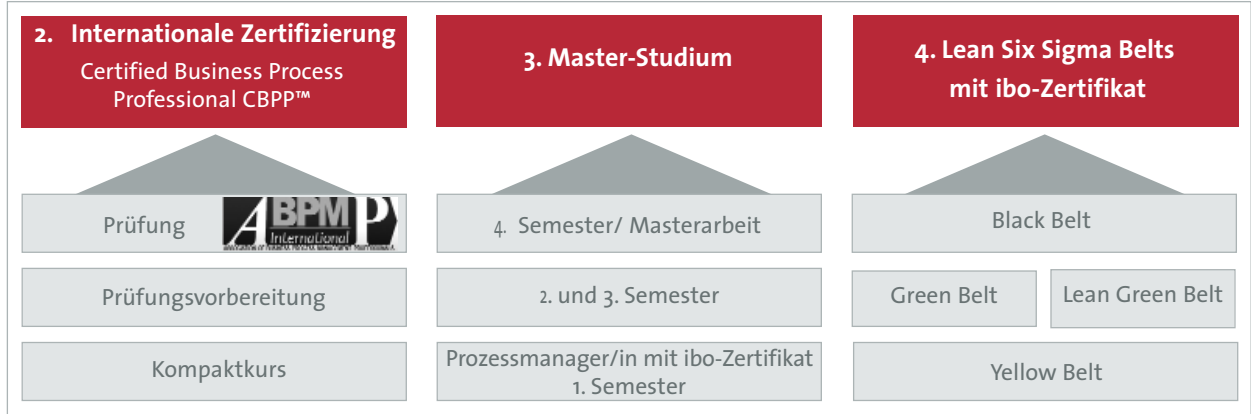 2. Internationale Zertifizierung
Certified Business Process
Professional CBPP™
Prüfung
ABPMP
International
Prüfungsvorbereitung
Kompaktkurs
3. Master-Studium
4. Semester/ Masterarbeit
2. und 3. Semester
Prozessmanager/in mit ibo-Zertifikat
1. Semester
4. Lean Six Sigma Belts
mit ibo-Zertifikat
Black Belt
Green Belt
Lean Green Belt
Yellow Belt